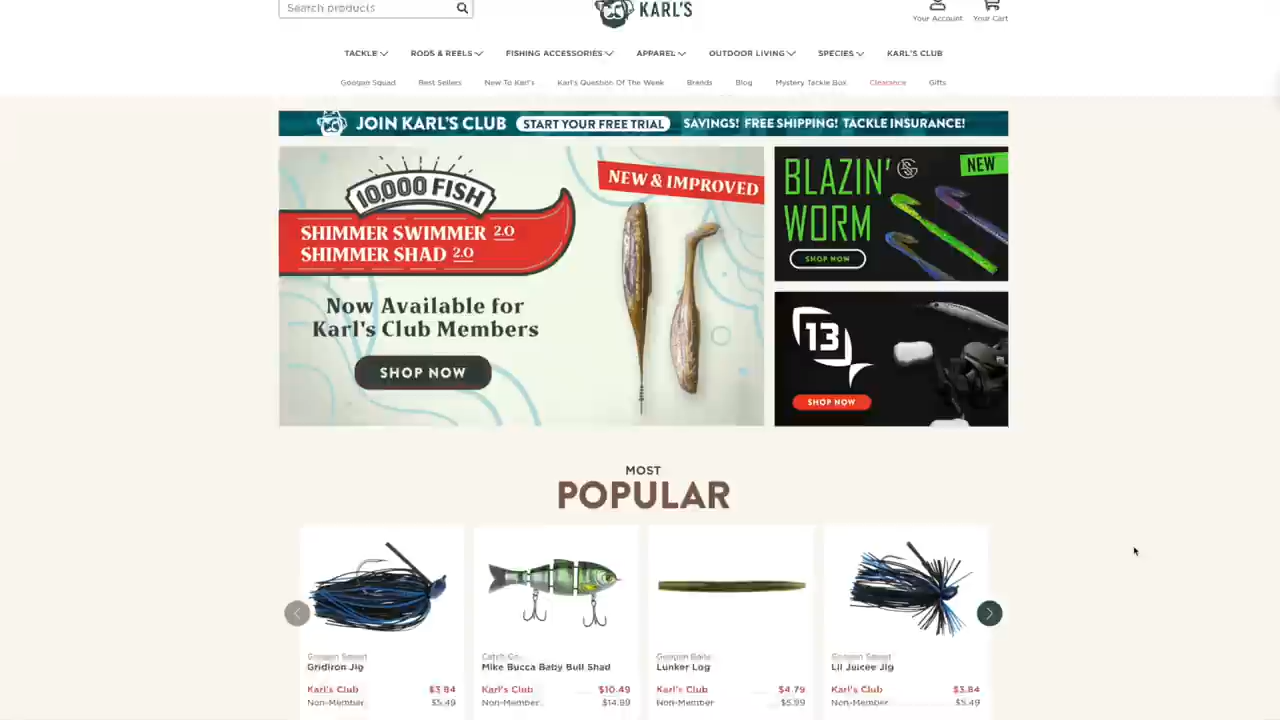 Search products
KARL'S
Your Account
Your Cart
TACKLE
RODS & REELS
FISHING ACCESSORIES
APPAREL
OUTDOOR LIVING
SPECIES
KARL'S CLUB
Googan Squad
Best Sellers
New To Karl's
Karl's Question Of The Week
Brands
Blog
Mystery Tackle Box
Clearance
Gifts
JOIN KARL'S CLUB START YOUR FREE TRIAL SAVINGS! FREE SHIPPING! TACKLE INSURANCE!
10,000 FISH
SHIMMER SWIMMER 2.0
SHIMMER SHAD 2.0
NEW & IMPROVED
Now Available for
Karl's Club Members
SHOP NOW
BLAZIN'
WORM
NEW
SHOP NOW
13
SHOP NOW
MOST
POPULAR
Googan Squad
Gridiron Jig
Karl's Club $3.84
Non-Member $5.49
Catch Co.
Mike Bucca Baby Bull Shad
Karl's Club $10.49
Non-Member $14.99
Googan Baits
Lunker Log
Karl's Club $4.79
Non-Member $5.99
Googan Squad
Lil Juicee Jig
Karl's Club $3.84
Non-Member $5.49